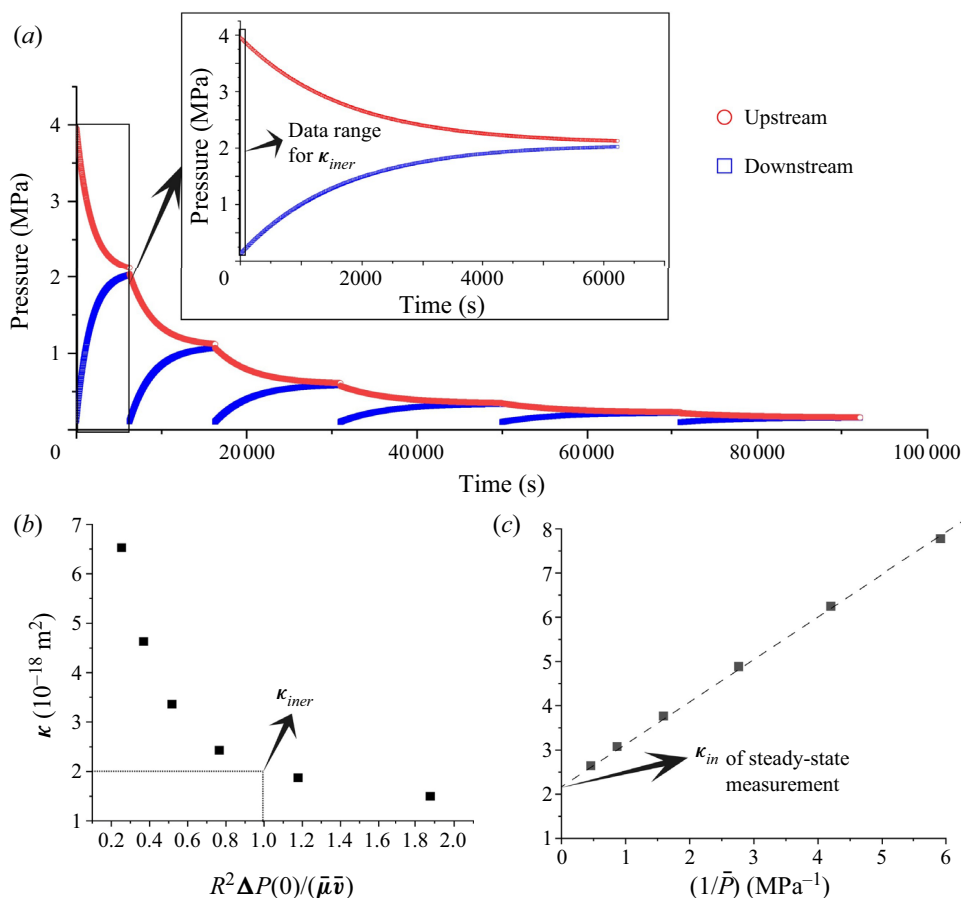 (a)
Pressure (MPa)
4
3
2
1
0
20 000
40 000
60 000
80 000
100 000
Time (s)
Pressure (MPa)
4
3
2
1
0
2000
4000
6000
Time (s)
Data range
for κiner
Upstream
Downstream
(b)
κ (10⁻¹⁸ m²)
7
6
5
4
3
2
1
κiner
0.2 0.4 0.6 0.8 1.0 1.2 1.4 1.6 1.8 2.0
R²ΔP(0)/(μ̄v̄)
(c)
8
7
6
5
4
3
2
1
κin of steady-state
measurement
0 1 2 3 4 5 6
(1/P̄) (MPa⁻¹)